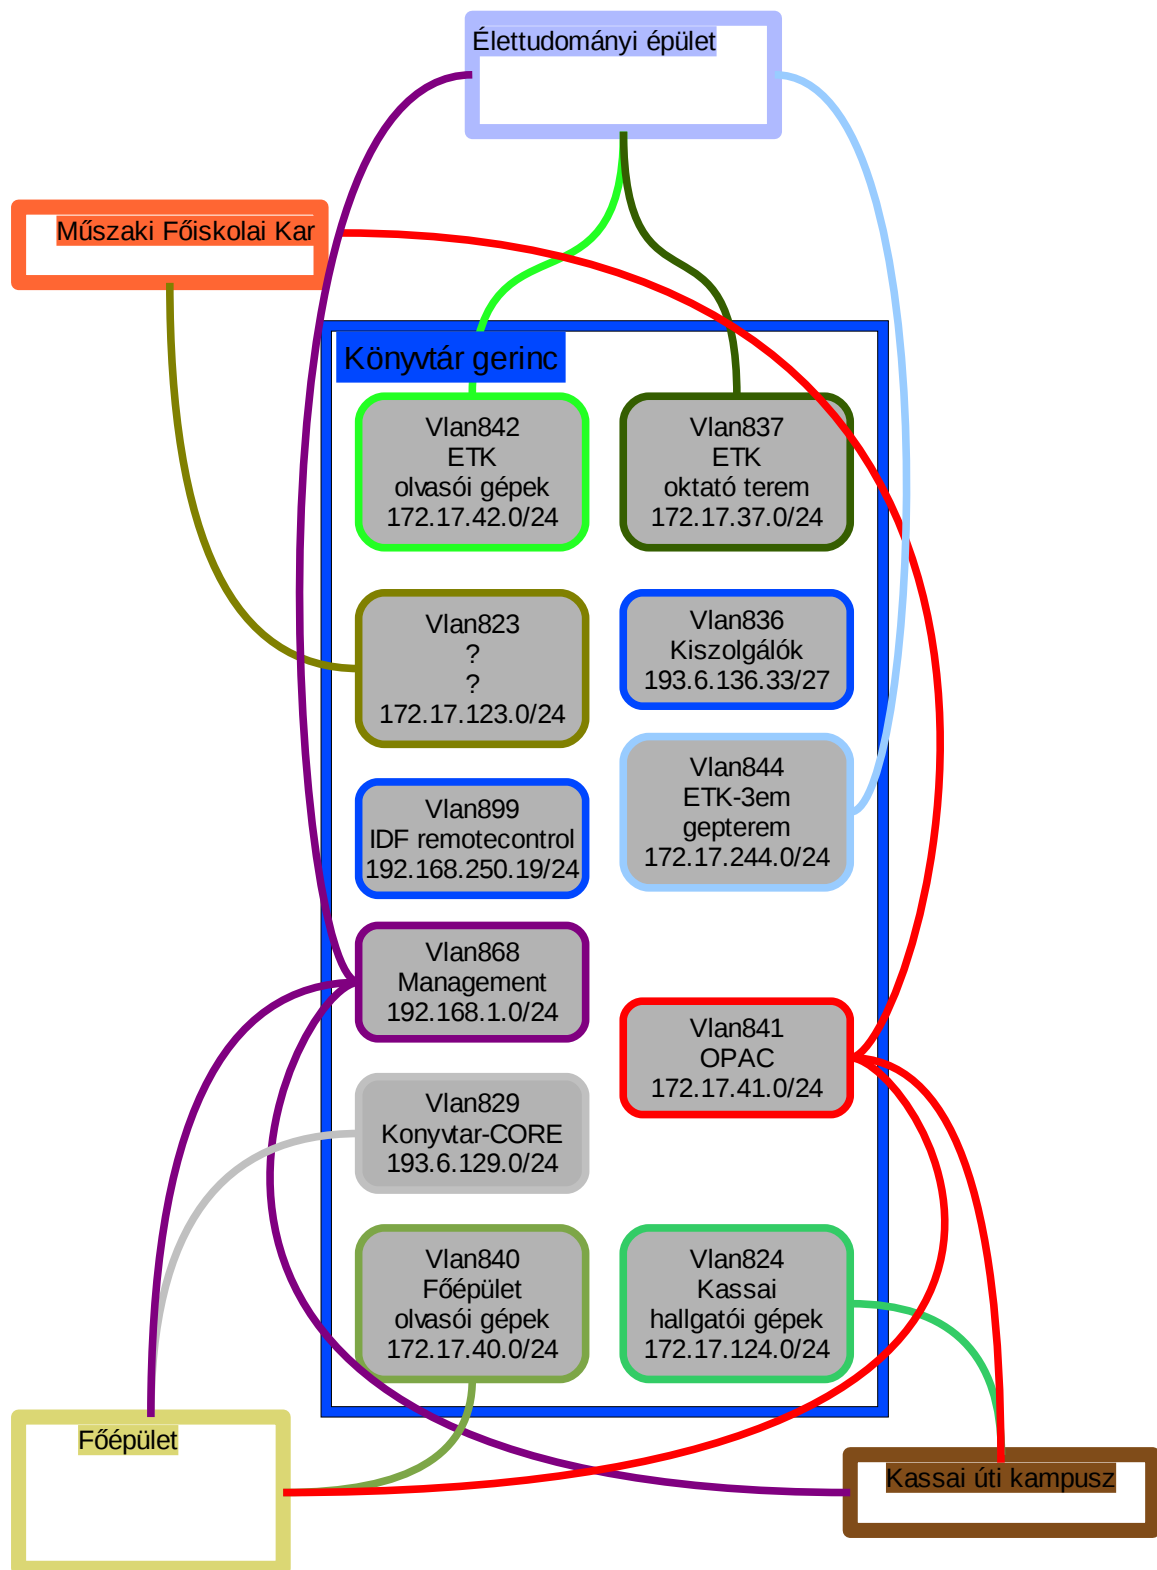 Élettudományi épület
Műszaki Főiskolai Kar
Könyvtár gerinc
Vlan842
ETK
olvasói gépek
172.17.42.0/24
Vlan837
ETK
oktató terem
172.17.37.0/24
Vlan823
?
?
172.17.123.0/24
Vlan836
Kiszolgálók
193.6.136.33/27
Vlan844
ETK-3em
gepterem
172.17.244.0/24
Vlan899
IDF remotecontrol
192.168.250.19/24
Vlan868
Management
192.168.1.0/24
Vlan841
OPAC
172.17.41.0/24
Vlan829
Konyvtar-CORE
193.6.129.0/24
Vlan840
Főépület
olvasói gépek
172.17.40.0/24
Vlan824
Kassai
hallgatói gépek
172.17.124.0/24
Főépület
Kassai úti kampusz